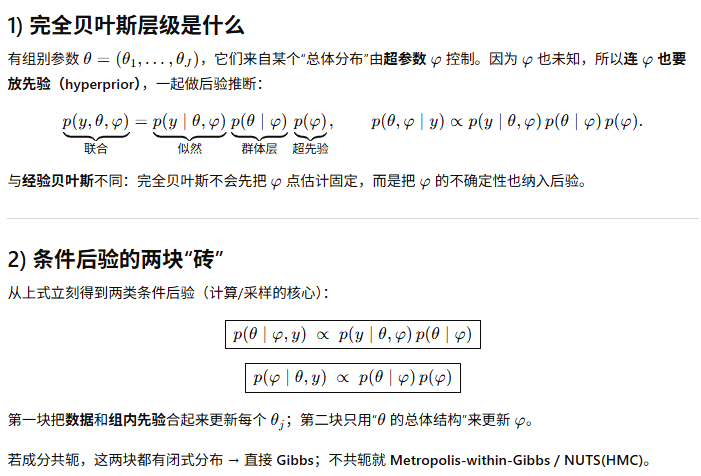 1) 完全贝叶斯层级是什么
有组别参数 θ = (θ₁, . . . , θ_J)，它们来自某个“总体分布”由超参数 φ 控制。因为 φ 也未知，所以连 φ 也要
放先验（hyperprior），一起做后验推断：
p(y, θ, φ) = p(y | θ, φ) p(θ | φ) p(φ),  p(θ, φ | y) ∝ p(y | θ, φ) p(θ | φ) p(φ).
联合 似然 群体层 超先验
与经验贝叶斯不同：完全贝叶斯不会先把 φ 点估计固定，而是把 φ 的不确定性也纳入后验。
2) 条件后验的两块“砖”
从上式立刻得到两类条件后验（计算/采样的核心）：
p(θ | φ, y) ∝ p(y | θ, φ) p(θ | φ)
p(φ | θ, y) ∝ p(θ | φ) p(φ)
第一块把数据和组内先验合起来更新每个 θ_j；第二块只用“θ 的总体结构”来更新 φ。
若成分共轭，这两块都有闭式分布 → 直接 Gibbs；不共轭就 Metropolis-within-Gibbs / NUTS(HMC)。